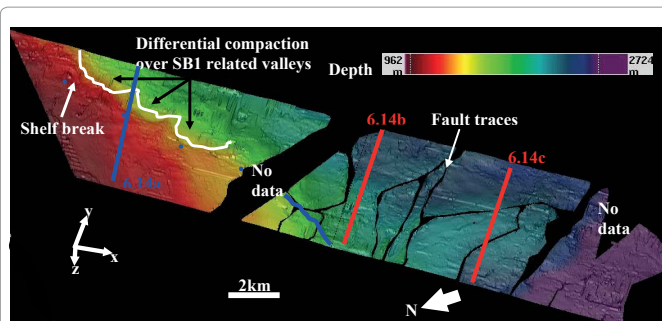 Differential compaction
over SB1 related valleys
Depth
962
m
2724
m
Shelf break
6.14a
No
data
6.14b
Fault traces
6.14c
No
data
y
x
z
2km
N